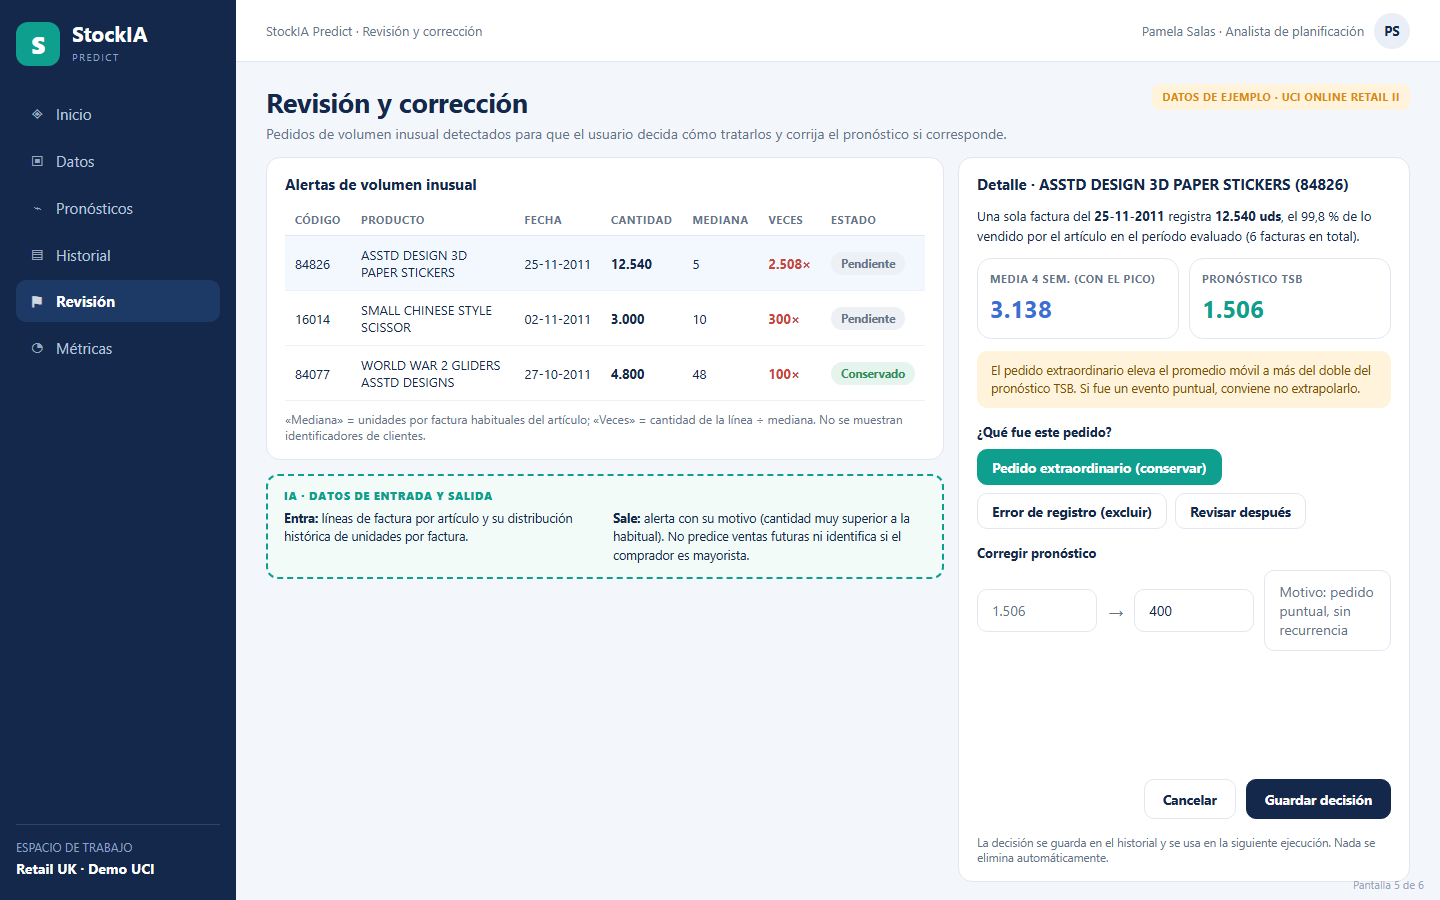 S
StockIA
PREDICT
Inicio
Datos
Pronósticos
Historial
Revisión
Métricas
ESPACIO DE TRABAJO
Retail UK · Demo UCI
StockIA Predict · Revisión y corrección
Pamela Salas · Analista de planificación
PS
Revisión y corrección
DATOS DE EJEMPLO · UCI ONLINE RETAIL II
Pedidos de volumen inusual detectados para que el usuario decida cómo tratarlos y corrija el pronóstico si corresponde.
Alertas de volumen inusual
CÓDIGO PRODUCTO FECHA CANTIDAD MEDIANA VECES ESTADO
84826 ASSTD DESIGN 3D PAPER STICKERS 25-11-2011 12.540 5 2.508× Pendiente
16014 SMALL CHINESE STYLE SCISSOR 02-11-2011 3.000 10 300× Pendiente
84077 WORLD WAR 2 GLIDERS ASSTD DESIGNS 27-10-2011 4.800 48 100× Conservado
«Mediana» = unidades por factura habituales del artículo; «Veces» = cantidad de la línea ÷ mediana. No se muestran
identificadores de clientes.
IA · DATOS DE ENTRADA Y SALIDA
Entra: líneas de factura por artículo y su distribución
histórica de unidades por factura.
Sale: alerta con su motivo (cantidad muy superior a la
habitual). No predice ventas futuras ni identifica si el
comprador es mayorista.
Detalle · ASSTD DESIGN 3D PAPER STICKERS (84826)
Una sola factura del 25-11-2011 registra 12.540 uds, el 99,8 % de lo
vendido por el artículo en el período evaluado (6 facturas en total).
MEDIA 4 SEM. (CON EL PICO)
3.138
PRONÓSTICO TSB
1.506
El pedido extraordinario eleva el promedio móvil a más del doble del
pronóstico TSB. Si fue un evento puntual, conviene no extrapolarlo.
¿Qué fue este pedido?
Pedido extraordinario (conservar)
Error de registro (excluir)
Revisar después
Corregir pronóstico
1.506 → 400
Motivo: pedido
puntual, sin
recurrencia
Cancelar
Guardar decisión
La decisión se guarda en el historial y se usa en la siguiente ejecución. Nada se
elimina automáticamente.
Pantalla 5 de 6